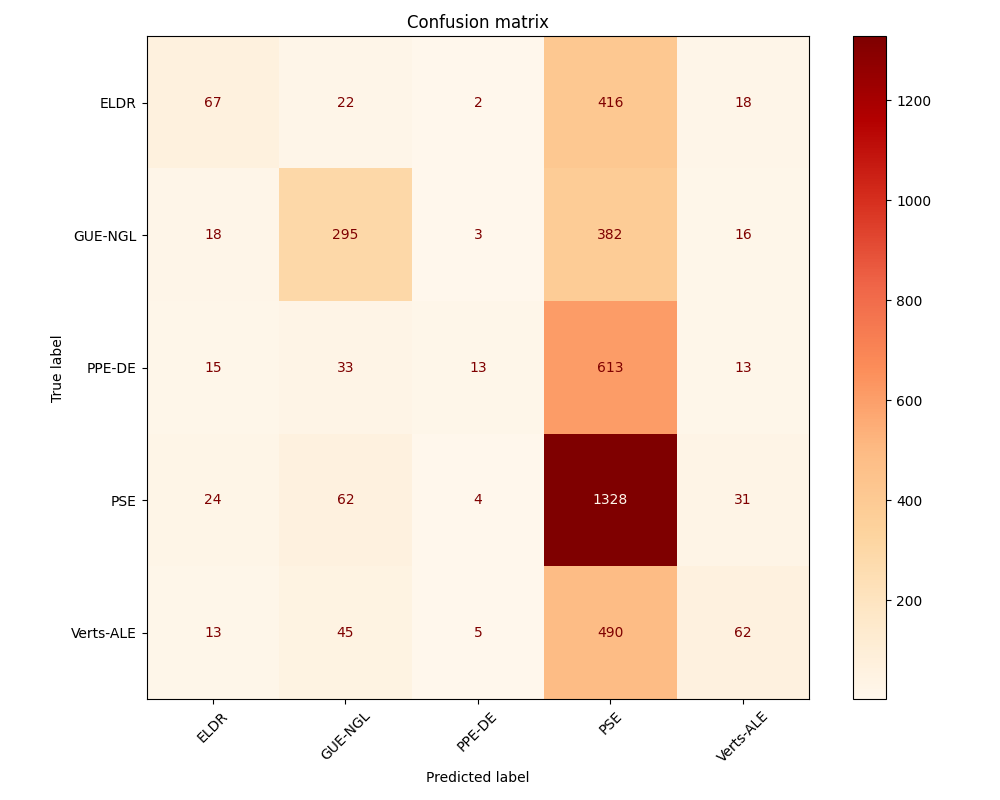 Confusion matrix
ELDR 67 22 2 416 18
1200
GUE-NGL 18 295 3 382 16
1000
800
True label
PPE-DE 15 33 13 613 13
600
PSE 24 62 4 1328 31
400
200
Verts-ALE 13 45 5 490 62
ELDR GUE-NGL PPE-DE PSE Verts-ALE
Predicted label